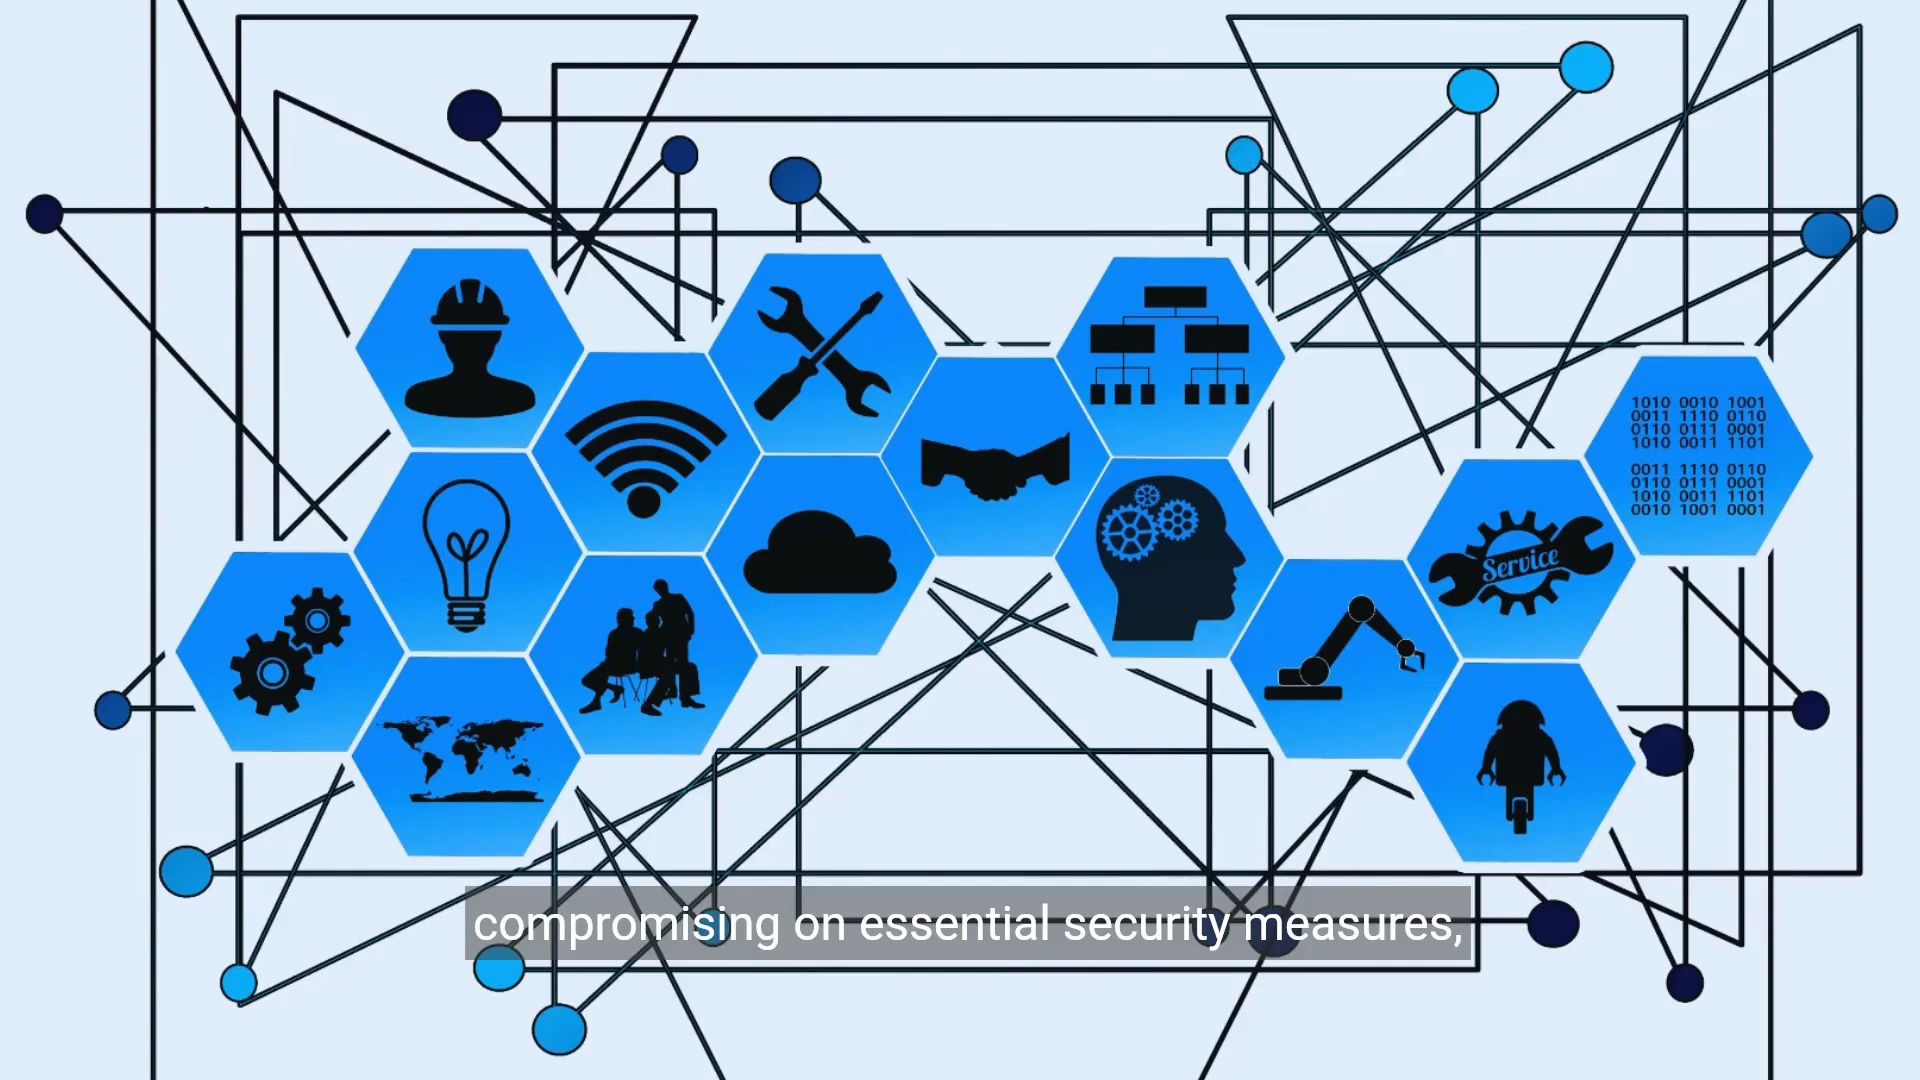 1010 0010 1001
0011 1110 0110
0110 0111 0001
1010 0011 1101
0011 1110 0110
0110 0111 0001
1010 0011 1101
0010 1001 0001
Service
compromising on essential security measures,